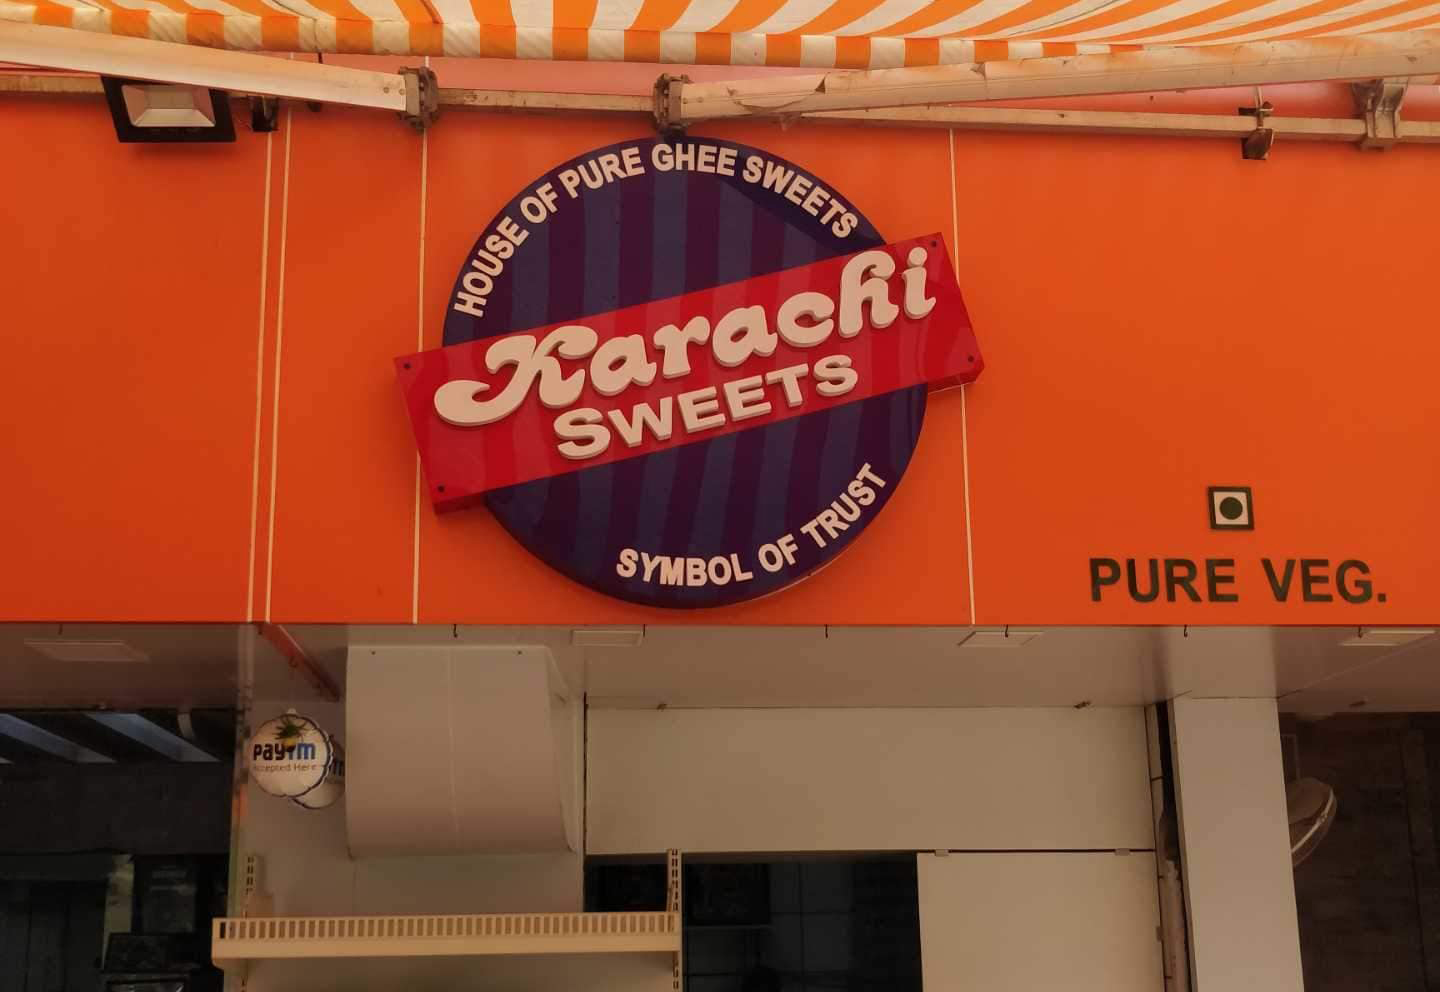 HOUSE OF PURE GHEE SWEETS
Karachi
SWEETS
SYMBOL OF TRUST
PURE VEG.
paytm
Accepted Here